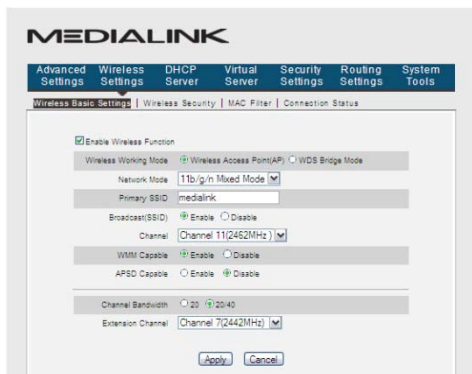 MEDIALINK
Advanced Settings Wireless Settings DHCP Server Virtual Server Security Settings Routing Settings System Tools
Wireless Basic Settings | Wireless Security | MAC Filter | Connection Status
Enable Wireless Function
Wireless Working Mode Wireless Access Point(AP) WDS Bridge Mode
Network Mode 11b/g/n Mixed Mode
Primary SSID medialink
Broadcast(SSID) Enable Disable
Channel Channel 11(2462MHz )
WMM Capable Enable Disable
APSD Capable Enable Disable
Channel Bandwidth 20 20/40
Extension Channel Channel 7(2442MHz)
Apply Cancel